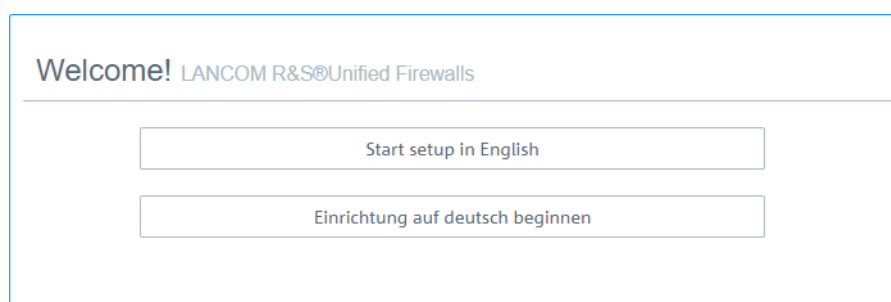 Welcome! LANCOM R&S®Unified Firewalls
Start setup in English
Einrichtung auf deutsch beginnen